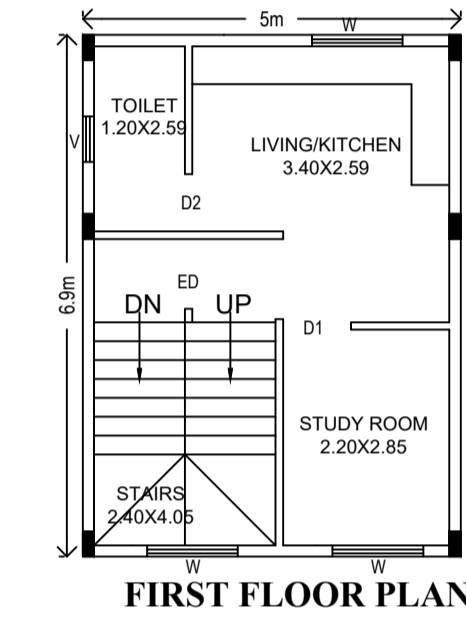 5m
W
TOILET
1.20X2.59
V
LIVING/KITCHEN
3.40X2.59
D2
6.9m
ED
DN
UP
D1
STUDY ROOM
2.20X2.85
STAIRS
2.40X4.05
W
W
FIRST FLOOR PLAN